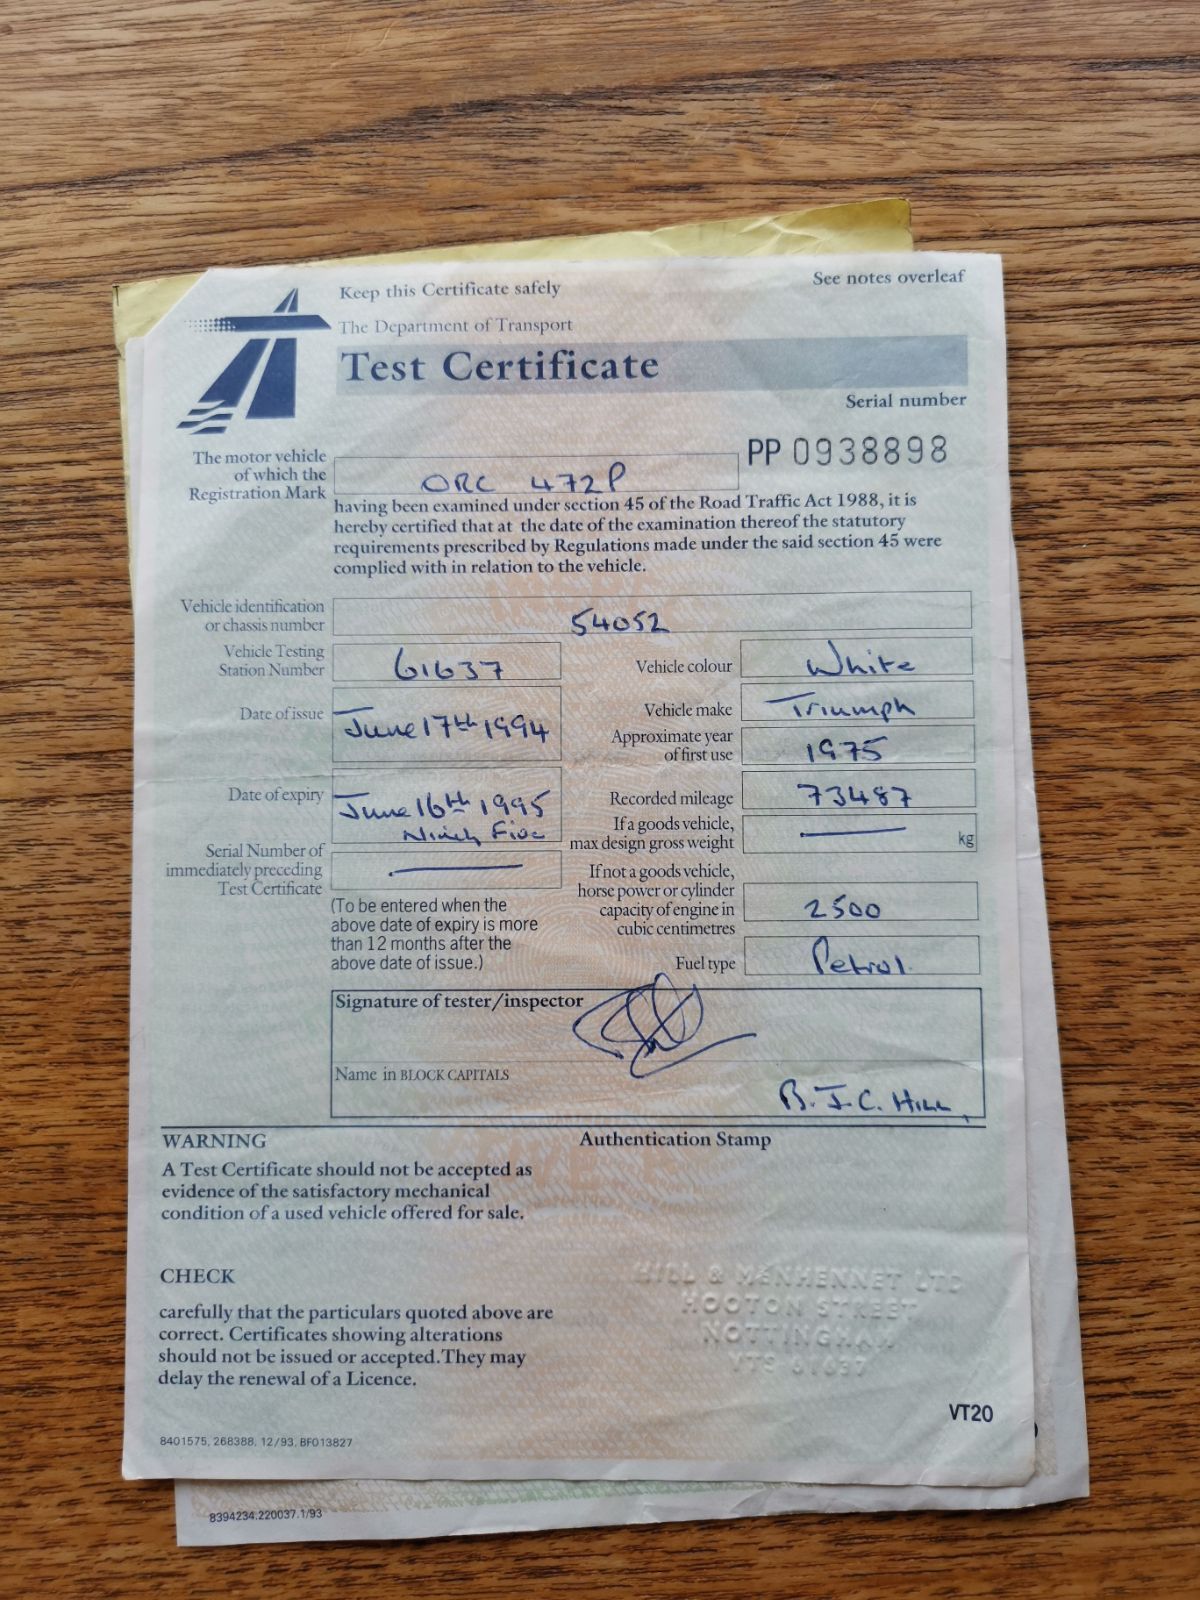 Keep this Certificate safely
See notes overleaf
The Department of Transport
Test Certificate
Serial number
PP 0938898
The motor vehicle
of which the
Registration Mark
ORC 472P
having been examined under section 45 of the Road Traffic Act 1988, it is
hereby certified that at the date of the examination thereof the statutory
requirements prescribed by Regulations made under the said section 45 were
complied with in relation to the vehicle.
Vehicle identification
or chassis number
54052
Vehicle Testing
Station Number
61637
Vehicle colour
White
Date of issue
June 17th 1994
Vehicle make
Triumph
Approximate year
of first use
1975
Date of expiry
June 16th 1995
Ninety Five
Recorded mileage
73487
If a goods vehicle,
max design gross weight
kg
Serial Number of
immediately preceding
Test Certificate
(To be entered when the
above date of expiry is more
than 12 months after the
above date of issue.)
If not a goods vehicle,
horse power or cylinder
capacity of engine in
cubic centimetres
2500
Fuel type
Petrol.
Signature of tester/inspector
Name in BLOCK CAPITALS
B. J. C. HILL
WARNING
A Test Certificate should not be accepted as
evidence of the satisfactory mechanical
condition of a used vehicle offered for sale.
Authentication Stamp
CHECK
carefully that the particulars quoted above are
correct. Certificates showing alterations
should not be issued or accepted.They may
delay the renewal of a Licence.
HILL & MENHENNET LTD
HOOTON STREET
NOTTINGHAM
VTS 61637
VT20
8401575, 268388, 12/93, BF013827
8394234.220037.1/93